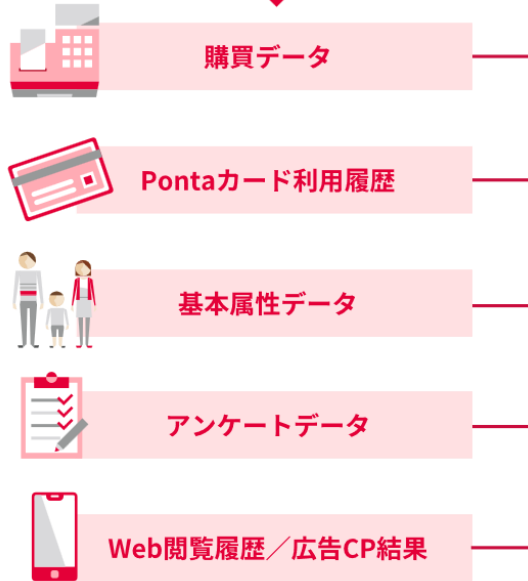 購買データ
Pontaカード利用履歴
基本属性データ
アンケートデータ
Web閲覧履歴／広告CP結果